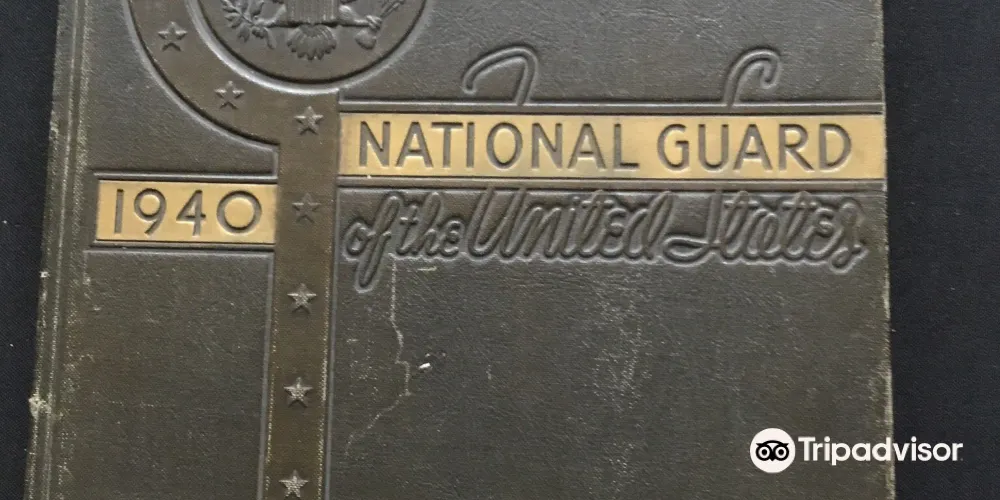 NATIONAL GUARD
1940
of the United States
Tripadvisor